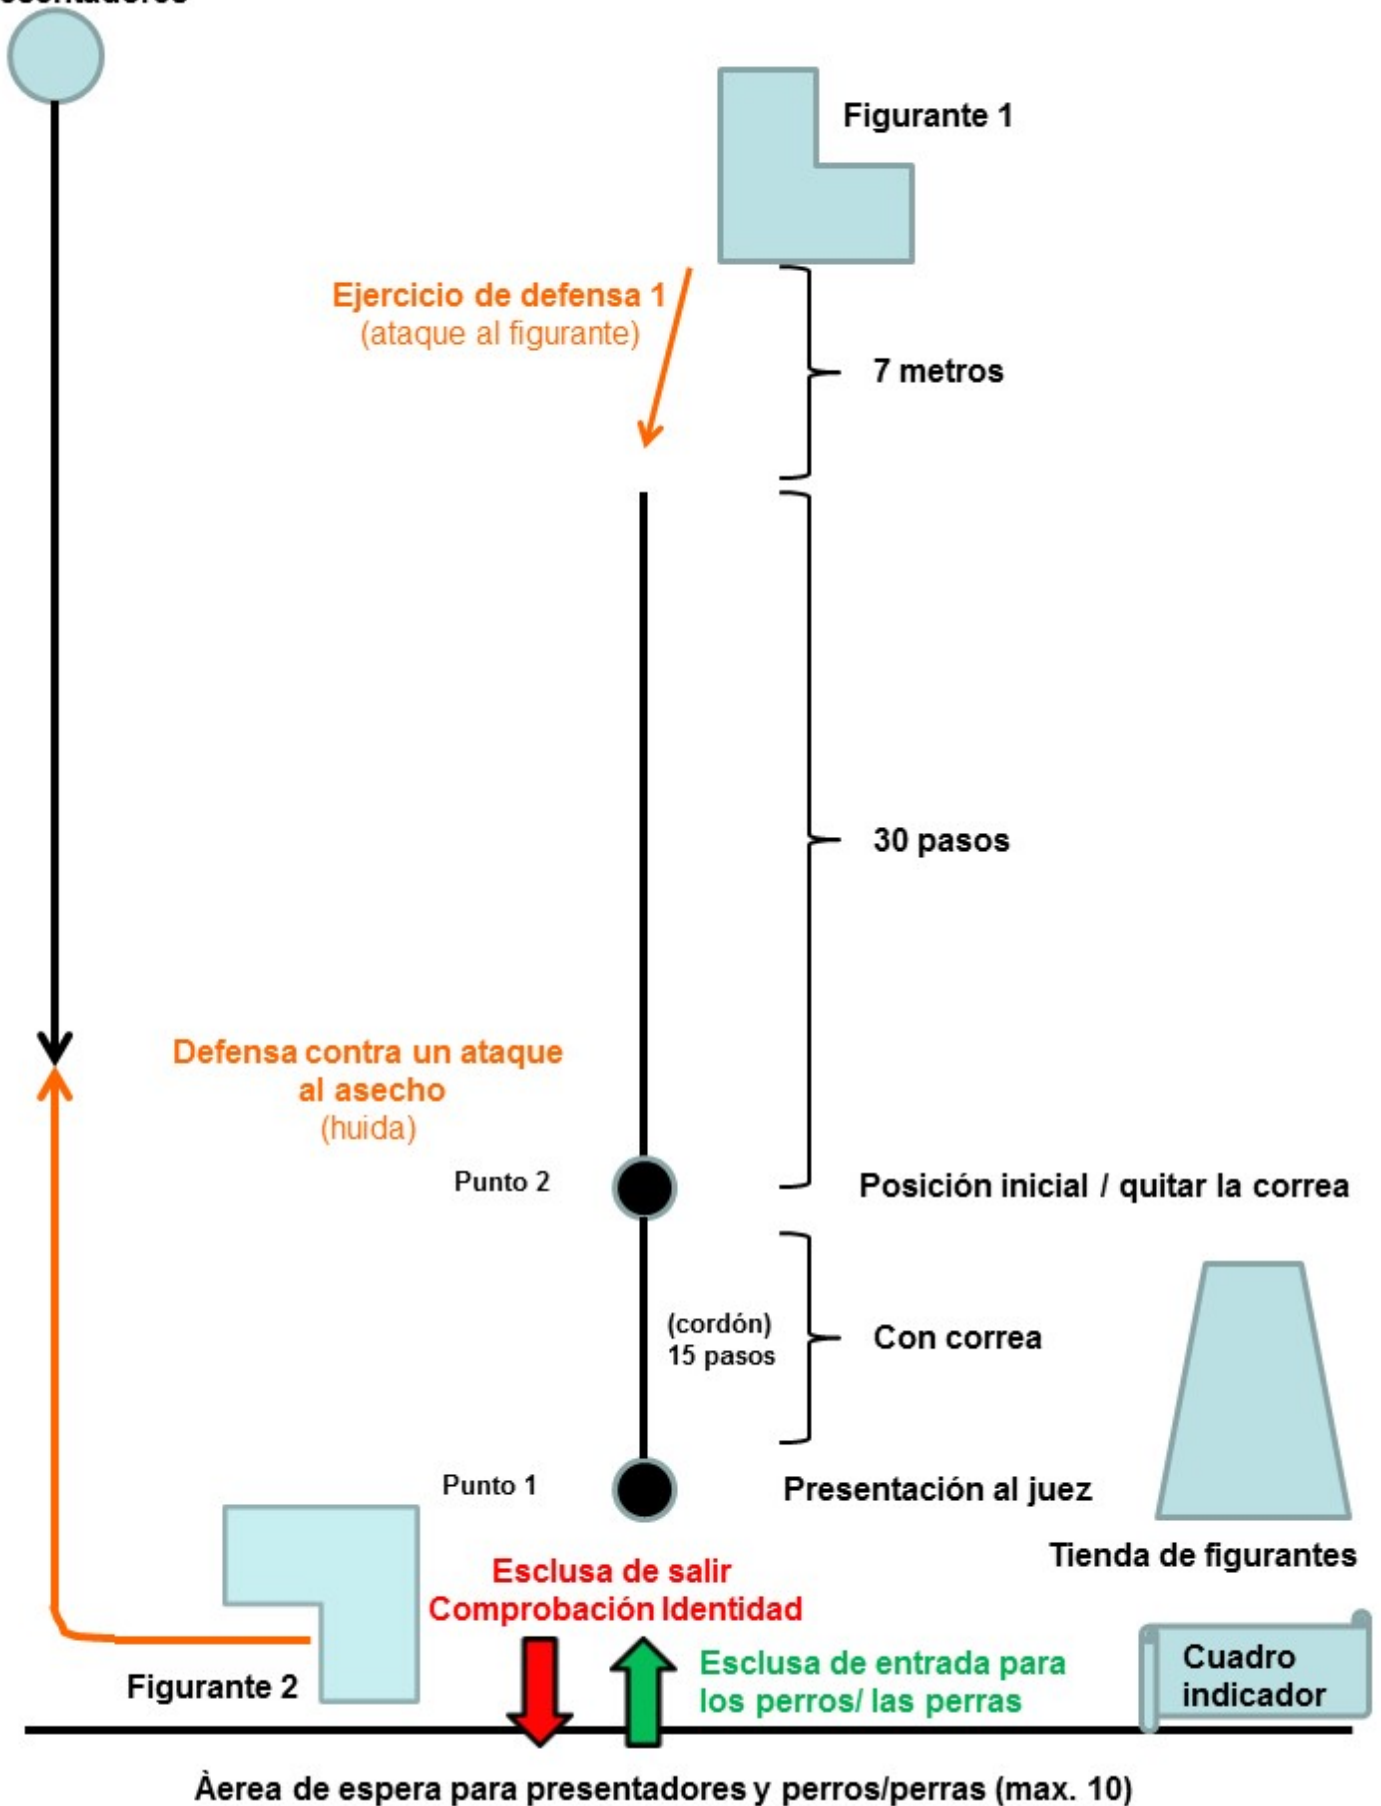 Figurante 1
Ejercicio de defensa 1
(ataque al figurante)
7 metros
30 pasos
Defensa contra un ataque
al asecho
(huida)
Punto 2
Posición inicial / quitar la correa
(cordón)
15 pasos
Con correa
Punto 1
Presentación al juez
Tienda de figurantes
Esclusa de salir
Comprobación Identidad
Esclusa de entrada para
los perros/ las perras
Cuadro
indicador
Figurante 2
Àerea de espera para presentadores y perros/perras (max. 10)